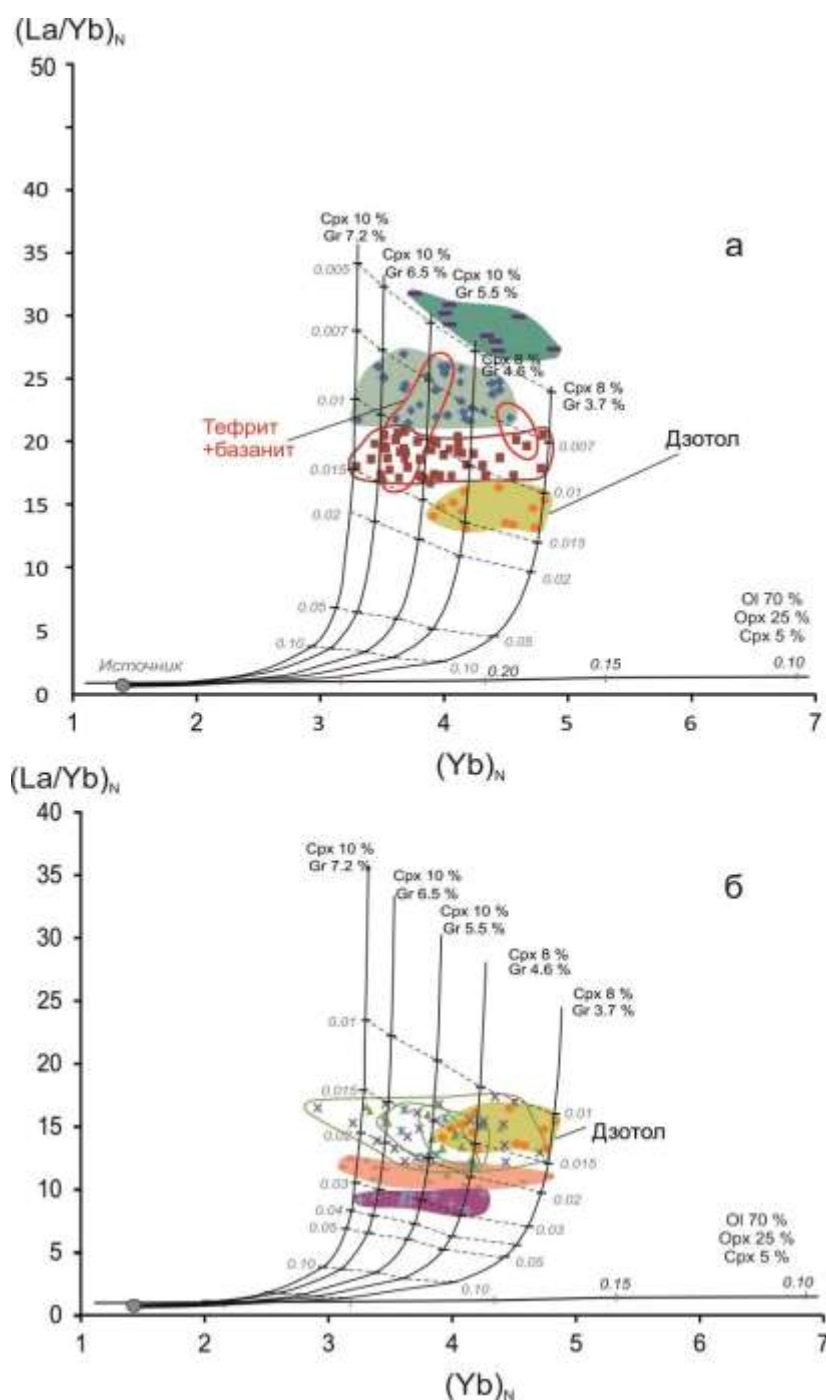 (La/Yb)N
50
40
35
30
25
20
15
10
5
0
1
2
3
4
5
6
7
(Yb)N
а
Cpx 10 %
Gr 7.2 %
Cpx 10 %
Gr 6.5 %
Cpx 10 %
Gr 5.5 %
Cpx 8 %
Gr 4.6 %
Cpx 8 %
Gr 3.7 %
0.005
0.007
0.01
0.015
0.02
0.05
0.10
0.007
0.01
0.015
0.02
0.05
0.10
Тефрит
+базанит
Дзотол
Ol 70 %
Opx 25 %
Cpx 5 %
Источник
0.20
0.15
0.10
(La/Yb)N
40
35
30
25
20
15
10
5
0
1
2
3
4
5
6
7
(Yb)N
б
Cpx 10 %
Gr 7.2 %
Cpx 10 %
Gr 6.5 %
Cpx 10 %
Gr 5.5 %
Cpx 8 %
Gr 4.6 %
Cpx 8 %
Gr 3.7 %
0.01
0.015
0.02
0.03
0.04
0.05
0.10
0.01
0.015
0.02
0.03
0.05
0.10
Дзотол
Ol 70 %
Opx 25 %
Cpx 5 %
0.15
0.10